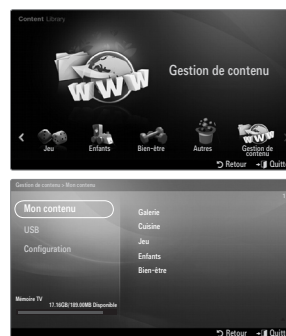 Content Library
WWW
Gestion de contenu
Jeu
Enfants
Bien-être
Autres
Gestion de contenu
Retour
Quitt
Gestion de contenu > Mon contenu
Mon contenu
USB
Configuration
Galerie
Cuisine
Jeu
Enfants
Bien-être
Mémoire TV
17.16GB/189.00MB Disponible
Retour
Quitt